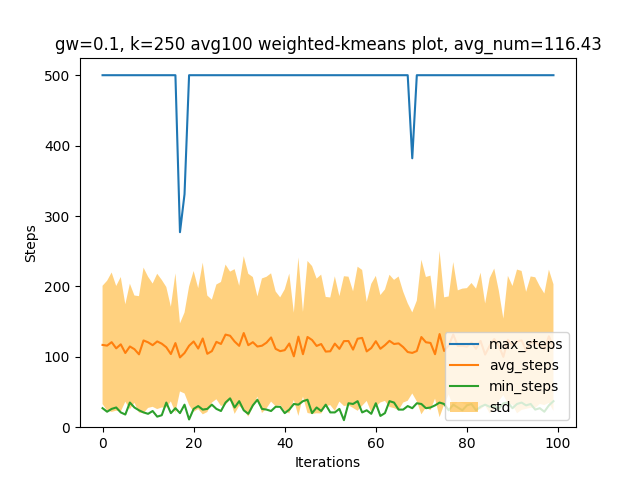 gw=0.1, k=250 avg100 weighted-kmeans plot, avg_num=116.43
500
400
300
200
100
0
Steps
max_steps
avg_steps
min_steps
std
0 20 40 60 80 100
Iterations